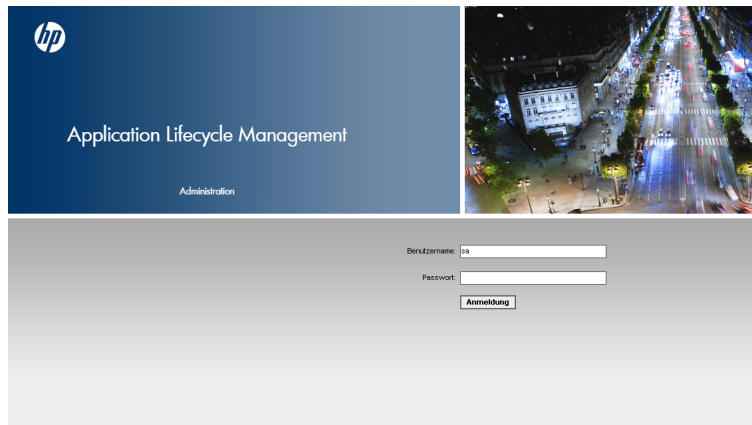 hp
Application Lifecycle Management
Administration
Benutzername: sa
Passwort:
Anmeldung